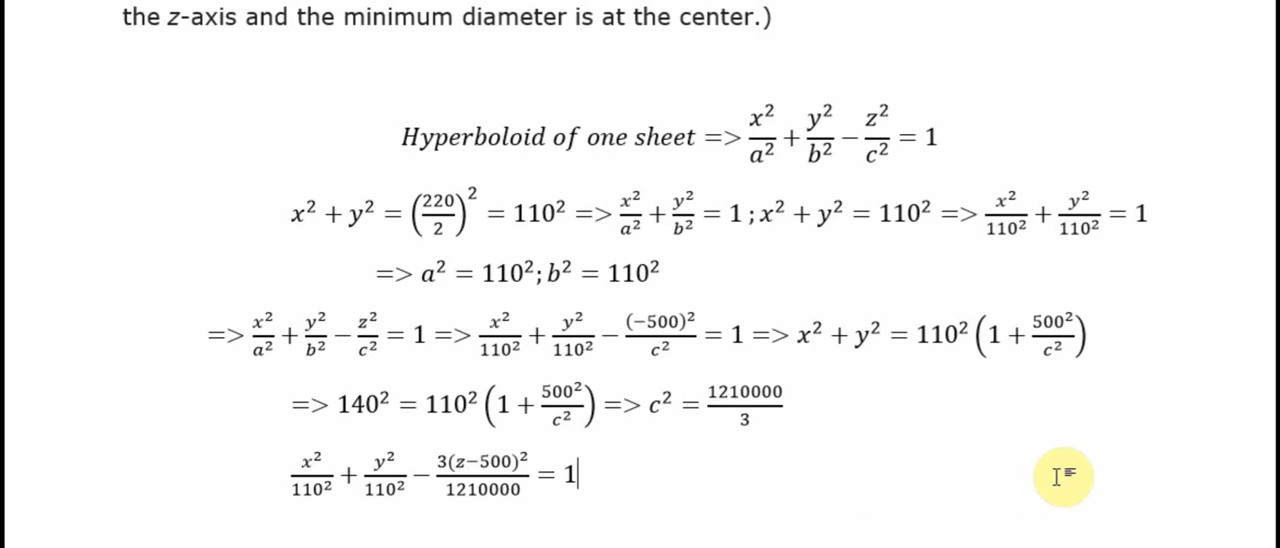 the z-axis and the minimum diameter is at the center.)
Hyperboloid of one sheet => x²/a² + y²/b² − z²/c² = 1
x² + y² = (220/2)² = 110² => x²/a² + y²/b² = 1 ; x² + y² = 110² => x²/110² + y²/110² = 1
=> a² = 110²; b² = 110²
=> x²/a² + y²/b² − z²/c² = 1 => x²/110² + y²/110² − (−500)²/c² = 1 => x² + y² = 110² (1 + 500²/c²)
=> 140² = 110² (1 + 500²/c²) => c² = 1210000/3
x²/110² + y²/110² − 3(z−500)²/1210000 = 1